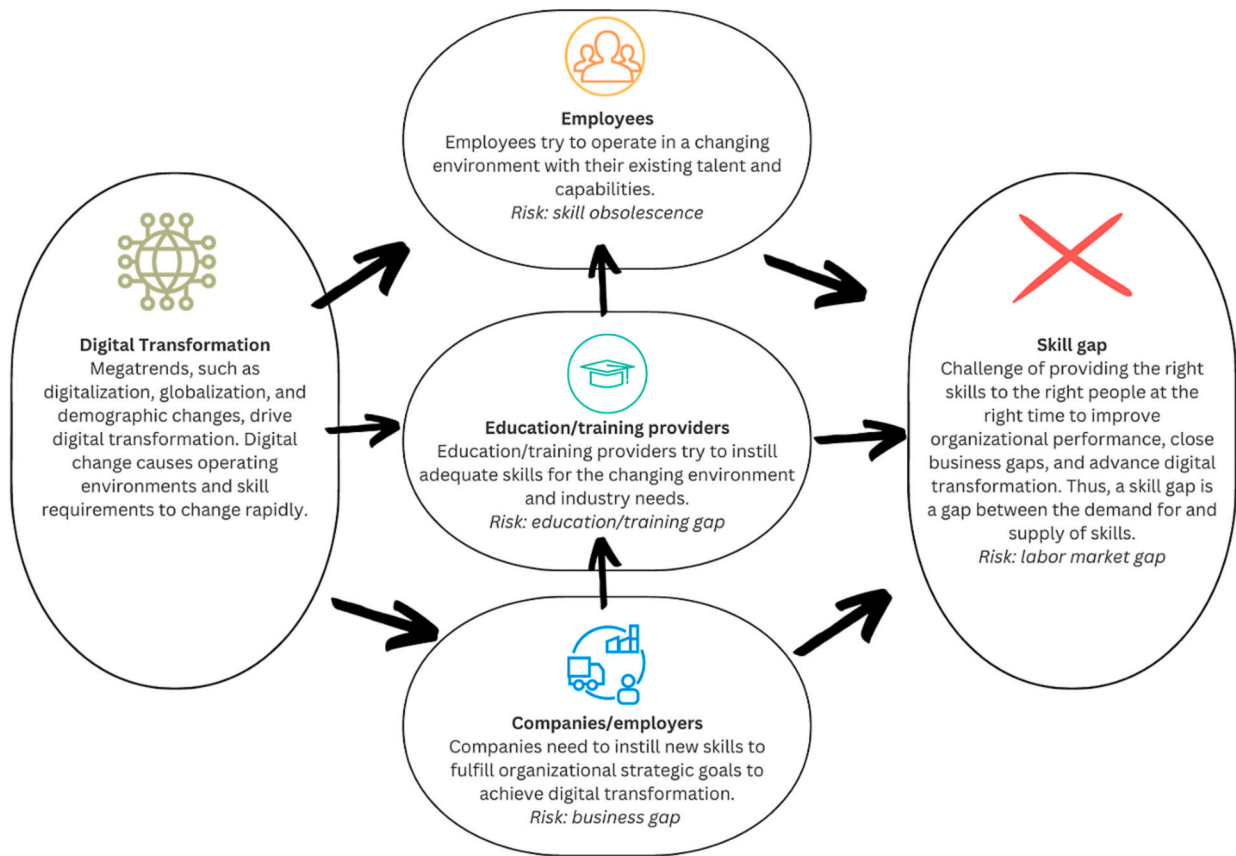 Digital Transformation
Megatrends, such as
digitalization, globalization, and
demographic changes, drive
digital transformation. Digital
change causes operating
environments and skill
requirements to change rapidly.
Employees
Employees try to operate in a changing
environment with their existing talent and
capabilities.
Risk: skill obsolescence
Education/training providers
Education/training providers try to instill
adequate skills for the changing environment
and industry needs.
Risk: education/training gap
Companies/employers
Companies need to instill new skills to
fulfill organizational strategic goals to
achieve digital transformation.
Risk: business gap
Skill gap
Challenge of providing the right
skills to the right people at the
right time to improve
organizational performance, close
business gaps, and advance digital
transformation. Thus, a skill gap is
a gap between the demand for and
supply of skills.
Risk: labor market gap